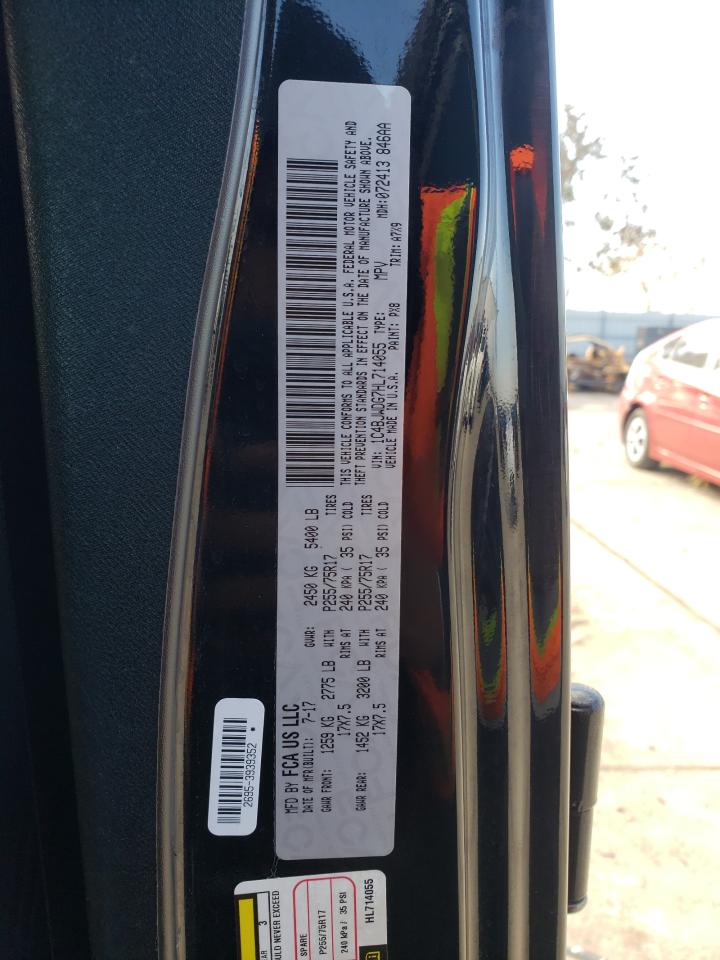 MFD BY FCA US LLC
DATE OF MFR(BUILT): 7-17 GVWR: 2450 KG 5400 LB
GAWR FRONT: 1259 KG 2775 LB WITH P255/75R17 TIRES
17X7.5 RIMS AT 240 KPA ( 35 PSI) COLD
GAWR REAR: 1452 KG 3200 LB WITH P255/75R17 TIRES
17X7.5 RIMS AT 240 KPA ( 35 PSI) COLD
THIS VEHICLE CONFORMS TO ALL APPLICABLE U.S.A. FEDERAL MOTOR VEHICLE SAFETY AND
THEFT PREVENTION STANDARDS IN EFFECT ON THE DATE OF MANUFACTURE SHOWN ABOVE.
VIN: 1C4BJWDG7HL714055 TYPE: MPV MDH:072413 846AA
VEHICLE MADE IN U.S.A. PAINT: PX8 TRIM: A7X9
2695-3939352
3
NEVER EXCEED
SPARE
P255/75R17
240 kPa / 35 PSI
HL714055